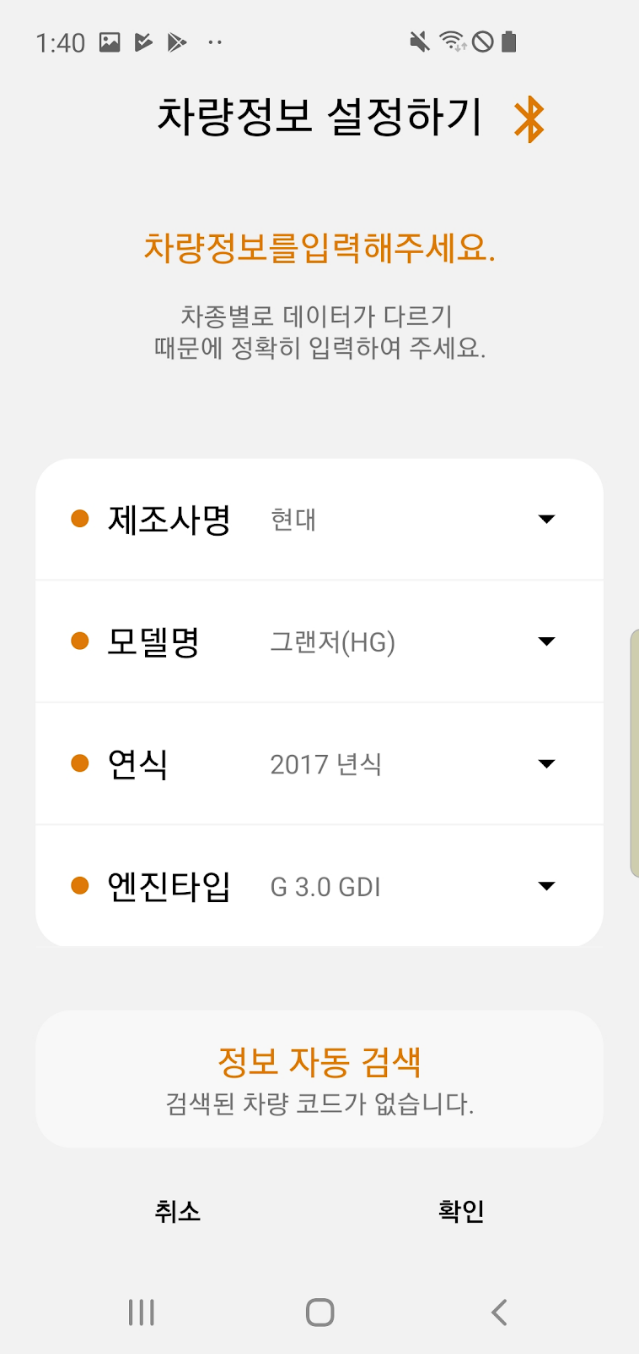 1:40
차량정보 설정하기
차량정보를입력해주세요.
차종별로 데이터가 다르기
때문에 정확히 입력하여 주세요.
제조사명 현대
모델명 그랜저(HG)
연식 2017 년식
엔진타입 G 3.0 GDI
정보 자동 검색
검색된 차량 코드가 없습니다.
취소 확인